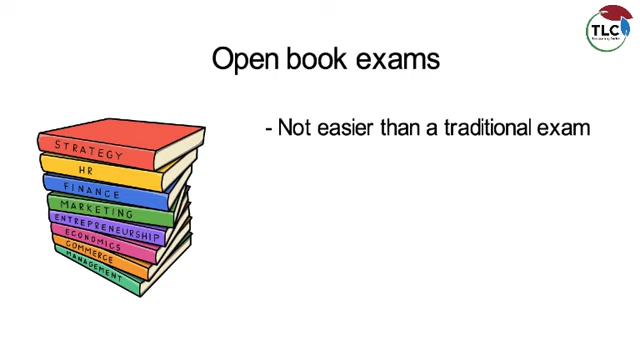 TLC
Open book exams
- Not easier than a traditional exam
STRATEGY
HR
FINANCE
MARKETING
ENTREPRENEURSHIP
ECONOMICS
COMMERCE
MANAGEMENT